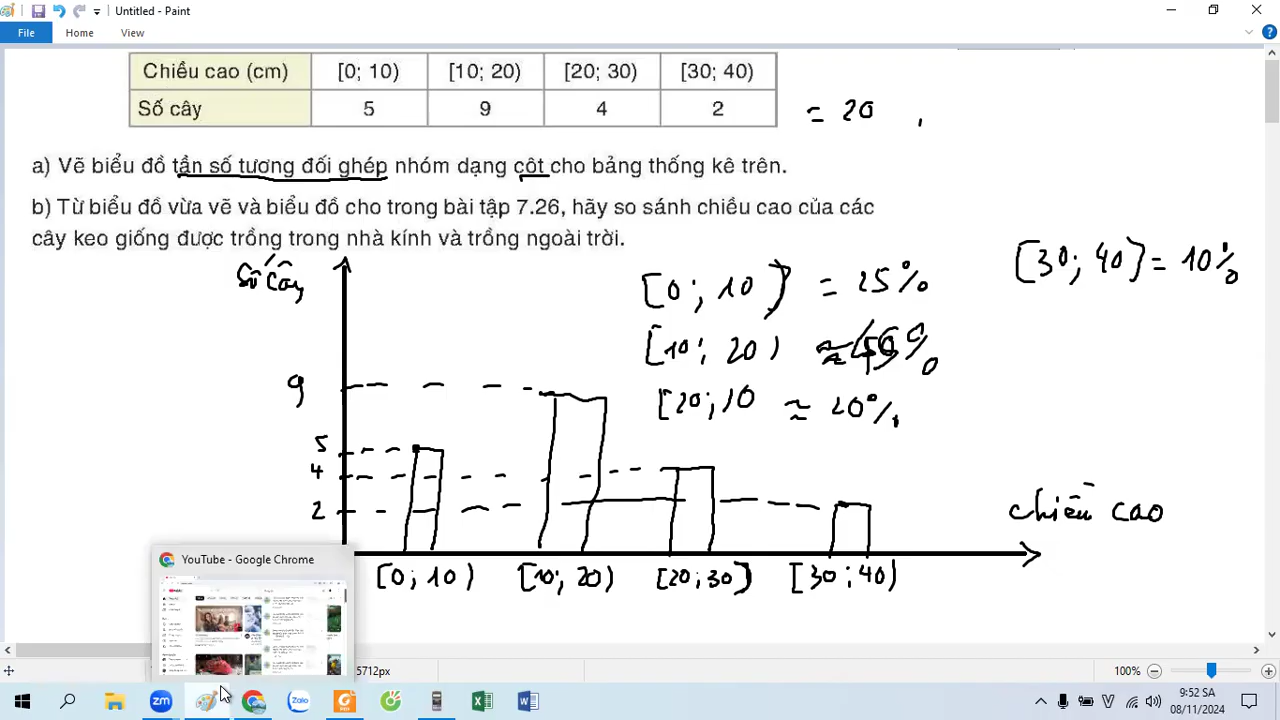 Untitled - Paint
File Home View
Chiều cao (cm) [0; 10) [10; 20) [20; 30) [30; 40)
Số cây 5 9 4 2
= 20 ,
a) Vẽ biểu đồ tần số tương đối ghép nhóm dạng cột cho bảng thống kê trên.
b) Từ biểu đồ vừa vẽ và biểu đồ cho trong bài tập 7.26, hãy so sánh chiều cao của các
cây keo giống được trồng trong nhà kính và trồng ngoài trời.
[30; 40) = 10%
Số cây
[0; 10) = 25%
[10; 20)
[20; 10 ≈ 20%
9
5
4
2
chiều cao
[0; 10) [10; 20) [20; 30) [30; 40)
YouTube - Google Chrome
5712px
100%
zm Zalo PDF
9:52 SA
08/11/2024